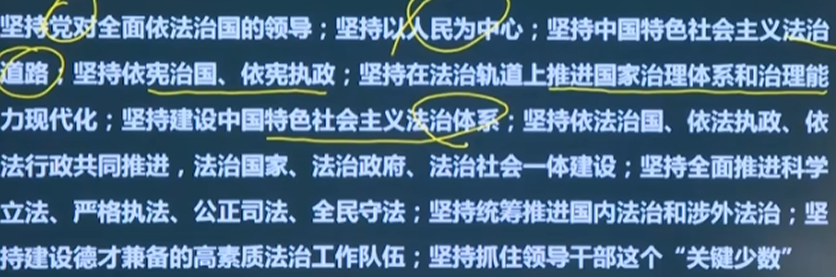 坚持党对全面依法治国的领导；坚持以人民为中心；坚持中国特色社会主义法治
道路；坚持依宪治国、依宪执政；坚持在法治轨道上推进国家治理体系和治理能
力现代化；坚持建设中国特色社会主义法治体系；坚持依法治国、依法执政、依
法行政共同推进，法治国家、法治政府、法治社会一体建设；坚持全面推进科学
立法、严格执法、公正司法、全民守法；坚持统筹推进国内法治和涉外法治；坚
持建设德才兼备的高素质法治工作队伍；坚持抓住领导干部这个“关键少数”